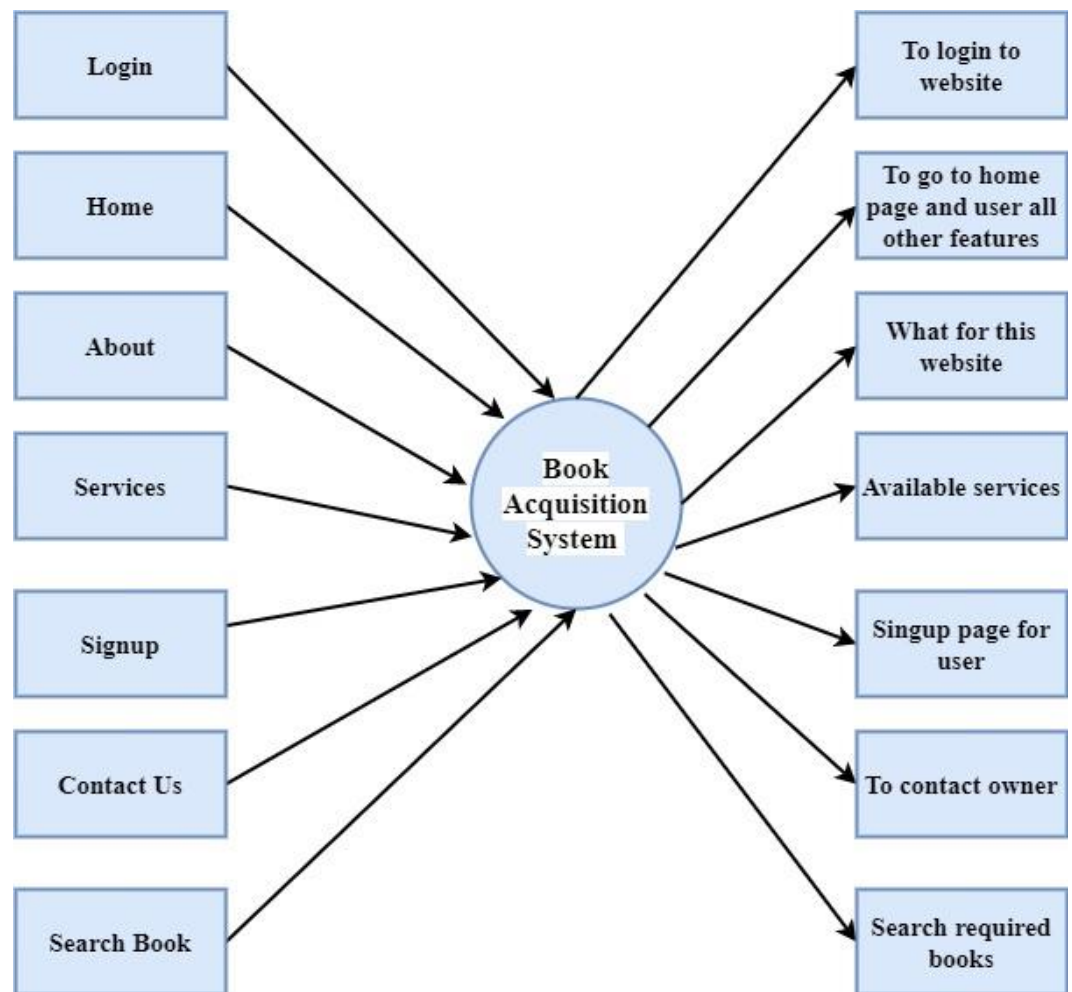 Login
Home
About
Services
Signup
Contact Us
Search Book
Book
Acquisition
System
To login to
website
To go to home
page and user all
other features
What for this
website
Available services
Singup page for
user
To contact owner
Search required
books